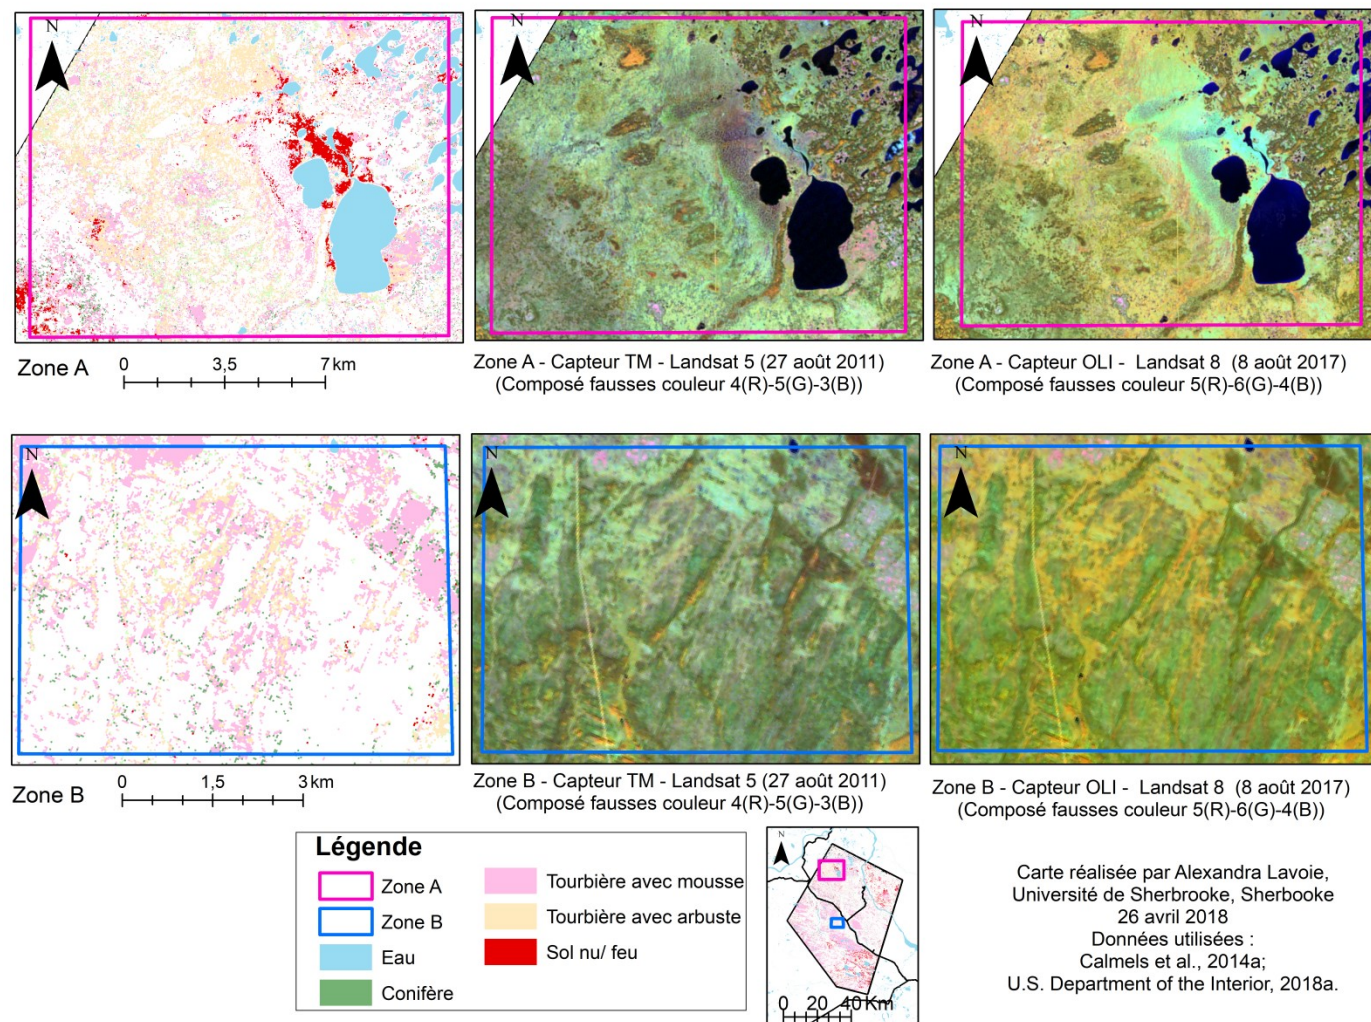 N
N
N
Zone A
0 3,5 7 km
Zone A - Capteur TM - Landsat 5 (27 août 2011)
(Composé fausses couleur 4(R)-5(G)-3(B))
Zone A - Capteur OLI - Landsat 8 (8 août 2017)
(Composé fausses couleur 5(R)-6(G)-4(B))
N
N
N
Zone B
0 1,5 3 km
Zone B - Capteur TM - Landsat 5 (27 août 2011)
(Composé fausses couleur 4(R)-5(G)-3(B))
Zone B - Capteur OLI - Landsat 8 (8 août 2017)
(Composé fausses couleur 5(R)-6(G)-4(B))
Légende
Zone A
Zone B
Eau
Conifère
Tourbière avec mousse
Tourbière avec arbuste
Sol nu/ feu
N
0 20 40 Km
Carte réalisée par Alexandra Lavoie,
Université de Sherbrooke, Sherbooke
26 avril 2018
Données utilisées :
Calmels et al., 2014a;
U.S. Department of the Interior, 2018a.